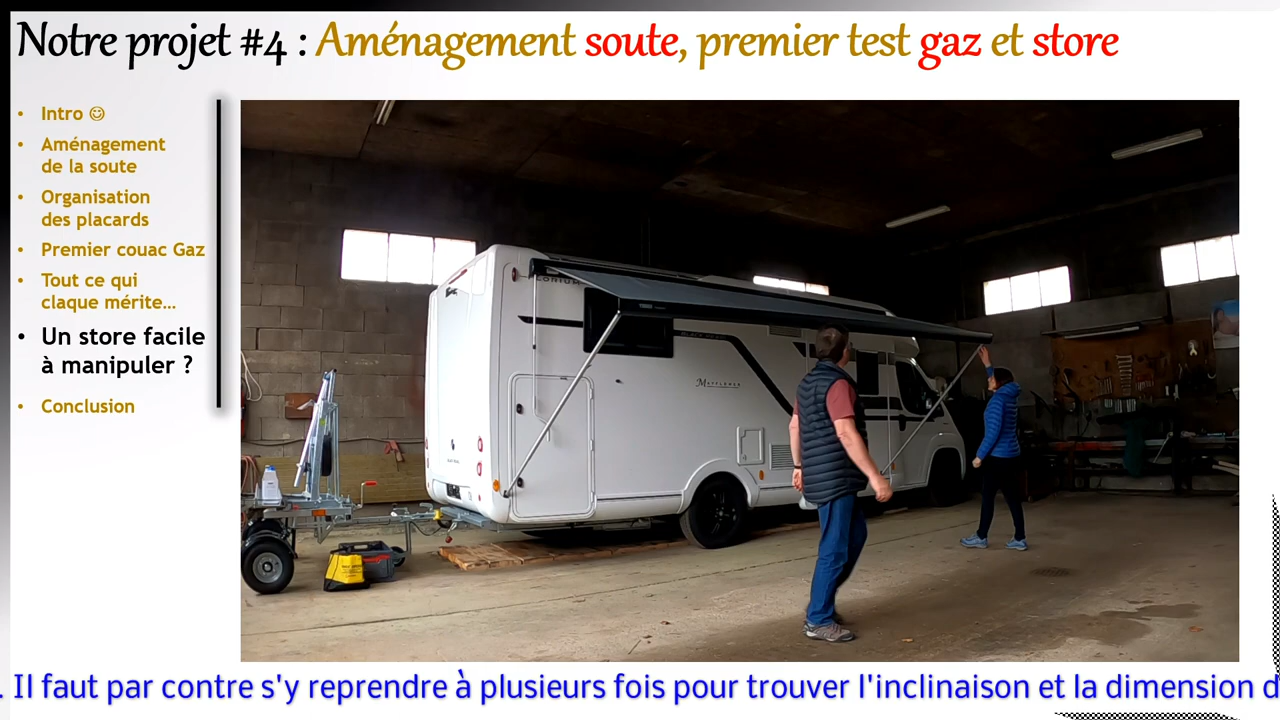 Notre projet #4 : Aménagement soute, premier test gaz et store
• Intro ☺
• Aménagement
de la soute
• Organisation
des placards
• Premier couac Gaz
• Tout ce qui
claque mérite...
• Un store facile
à manipuler ?
• Conclusion
MAYFLOWER
. Il faut par contre s'y reprendre à plusieurs fois pour trouver l'inclinaison et la dimension d